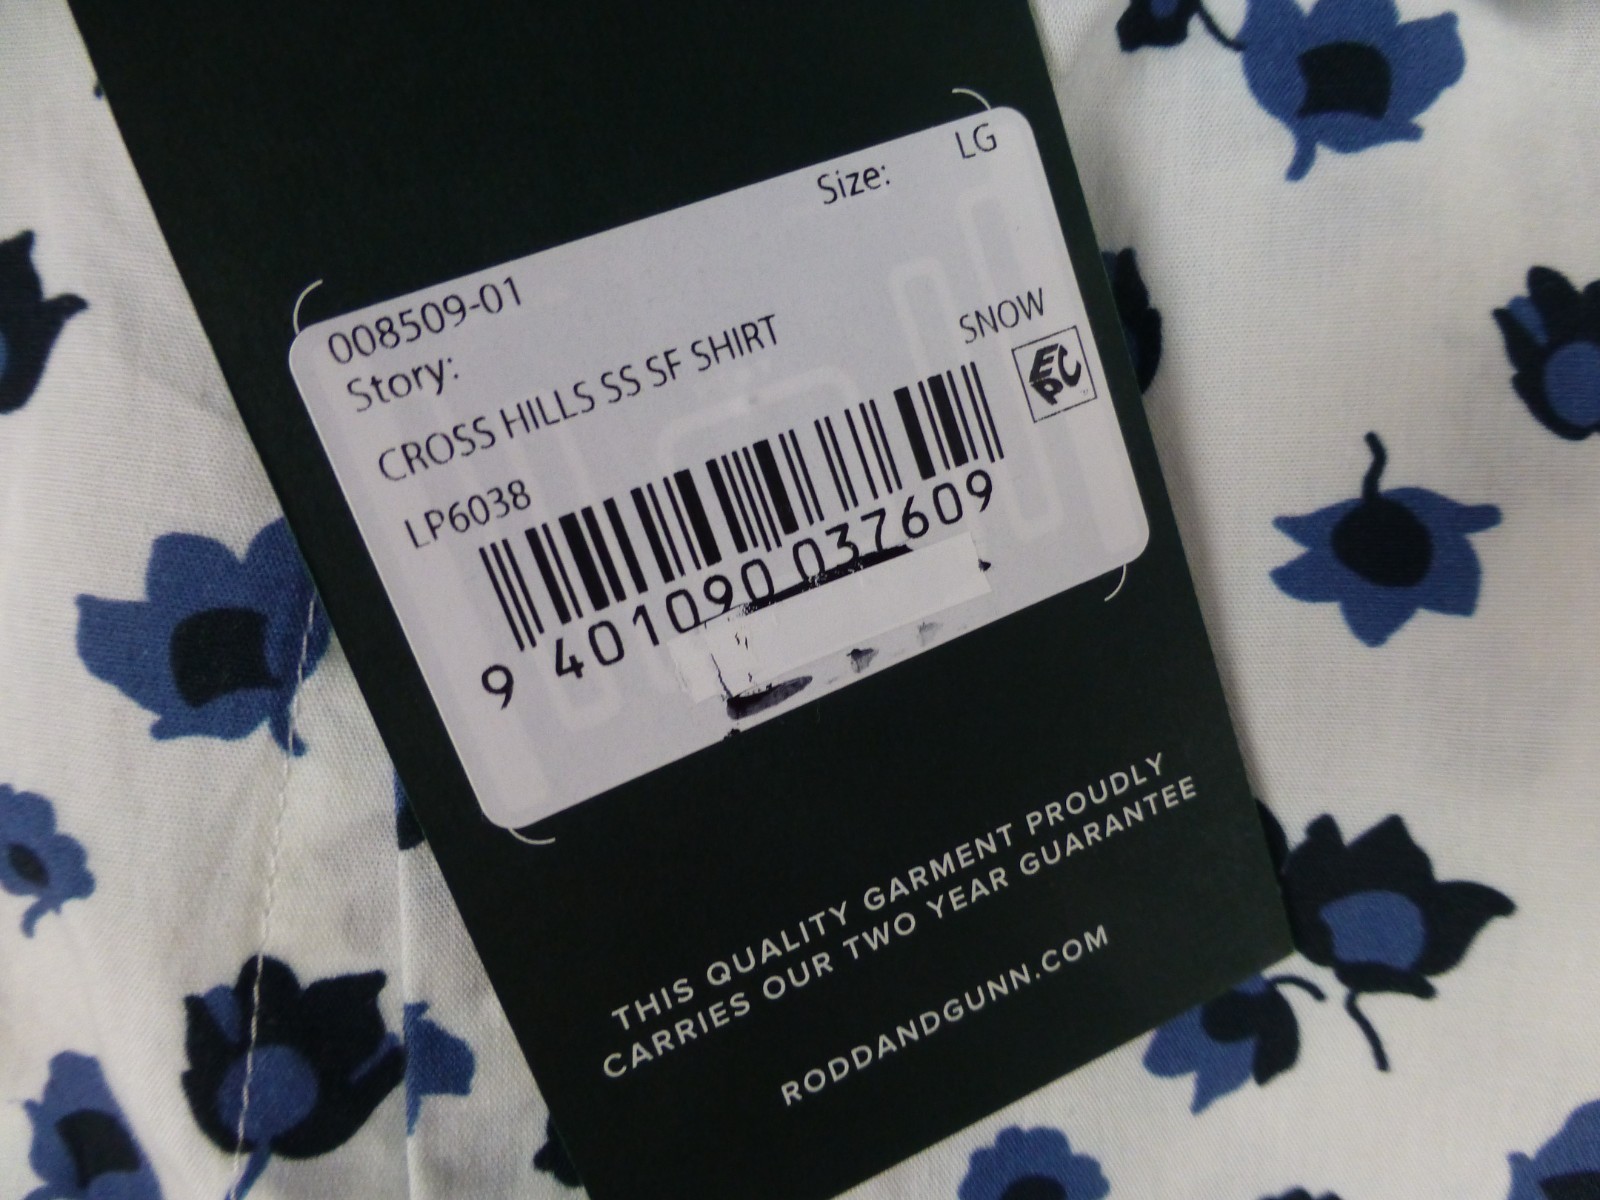 Size: LG
008509-01
Story:
CROSS HILLS SS SF SHIRT
SNOW
LP6038
EPC
9 401090 037609
THIS QUALITY GARMENT PROUDLY
CARRIES OUR TWO YEAR GUARANTEE
RODDANDGUNN.COM